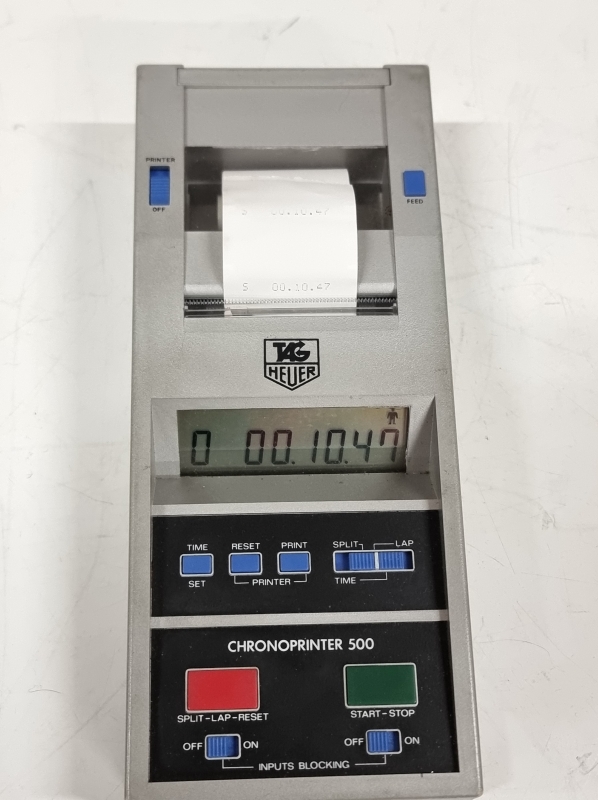 PRINTER
OFF
FEED
S 00.10.47
S 00.10.47
TAG
HEUER
0 00.10.47
TIME
SET
RESET PRINT
PRINTER
SPLIT LAP
TIME
CHRONOPRINTER 500
SPLIT-LAP-RESET
START-STOP
OFF ON
OFF ON
INPUTS BLOCKING